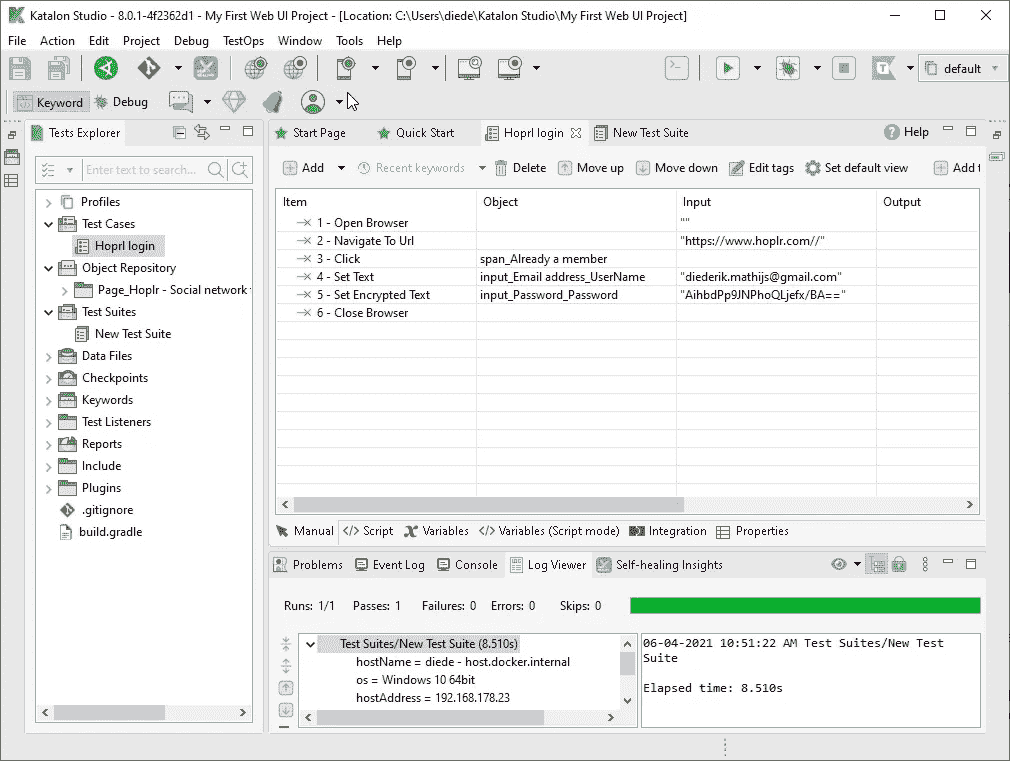 Katalon Studio - 8.0.1-4f2362d1 - My First Web UI Project - [Location: C:\Users\diede\Katalon Studio\My First Web UI Project]
File Action Edit Project Debug TestOps Window Tools Help
default
Keyword Debug
Tests Explorer
Enter text to search...
Profiles
Test Cases
Hoprl login
Object Repository
Page_Hoplr - Social network
Test Suites
New Test Suite
Data Files
Checkpoints
Keywords
Test Listeners
Reports
Include
Plugins
.gitignore
build.gradle
Start Page Quick Start Hoprl login New Test Suite Help
Add Recent keywords Delete Move up Move down Edit tags Set default view Add t
Item Object Input Output
1 - Open Browser ""
2 - Navigate To Url "https://www.hoplr.com//"
3 - Click span_Already a member
4 - Set Text input_Email address_UserName "diederik.mathijs@gmail.com"
5 - Set Encrypted Text input_Password_Password "AihbdPp9JNPhoQLjefx/BA=="
6 - Close Browser
Manual </> Script Variables </> Variables (Script mode) Integration Properties
Problems Event Log Console Log Viewer Self-healing Insights
Runs: 1/1 Passes: 1 Failures: 0 Errors: 0 Skips: 0
Test Suites/New Test Suite (8.510s)
hostName = diede - host.docker.internal
os = Windows 10 64bit
hostAddress = 192.168.178.23
06-04-2021 10:51:22 AM Test Suites/New Test
Suite
Elapsed time: 8.510s